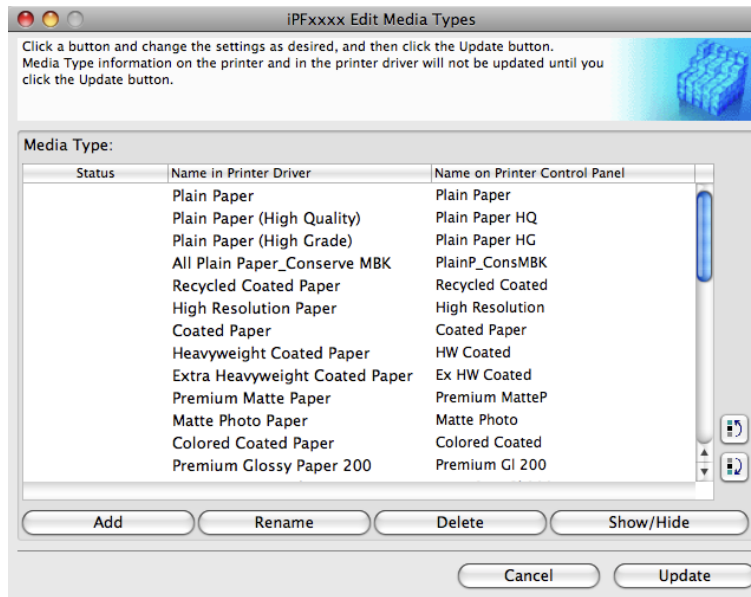 iPFxxxx Edit Media Types
Click a button and change the settings as desired, and then click the Update button.
Media Type information on the printer and in the printer driver will not be updated until you
click the Update button.
Media Type:
Status Name in Printer Driver Name on Printer Control Panel
Plain Paper Plain Paper
Plain Paper (High Quality) Plain Paper HQ
Plain Paper (High Grade) Plain Paper HG
All Plain Paper_Conserve MBK PlainP_ConsMBK
Recycled Coated Paper Recycled Coated
High Resolution Paper High Resolution
Coated Paper Coated Paper
Heavyweight Coated Paper HW Coated
Extra Heavyweight Coated Paper Ex HW Coated
Premium Matte Paper Premium MatteP
Matte Photo Paper Matte Photo
Colored Coated Paper Colored Coated
Premium Glossy Paper 200 Premium Gl 200
Add Rename Delete Show/Hide
Cancel Update